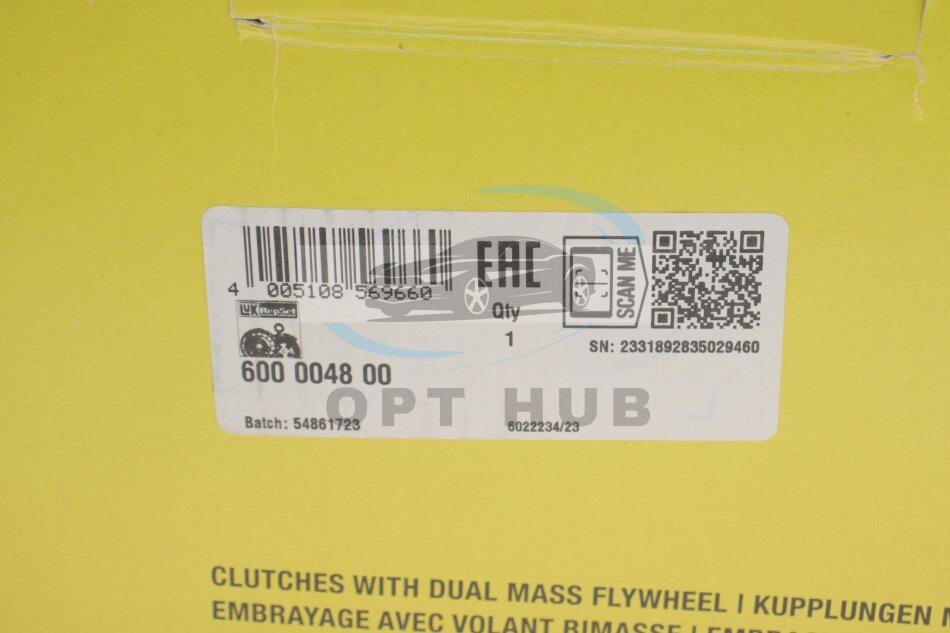 EAC
SCAN ME
4 005108 569660
Qty
1
LUK RepSet
SN: 2331892835029460
600 0048 00
OPT HUB
Batch: 54861723
6022234/23
CLUTCHES WITH DUAL MASS FLYWHEEL | KUPPLUNGEN
EMBRAYAGE AVEC VOLANT BIMASSE |